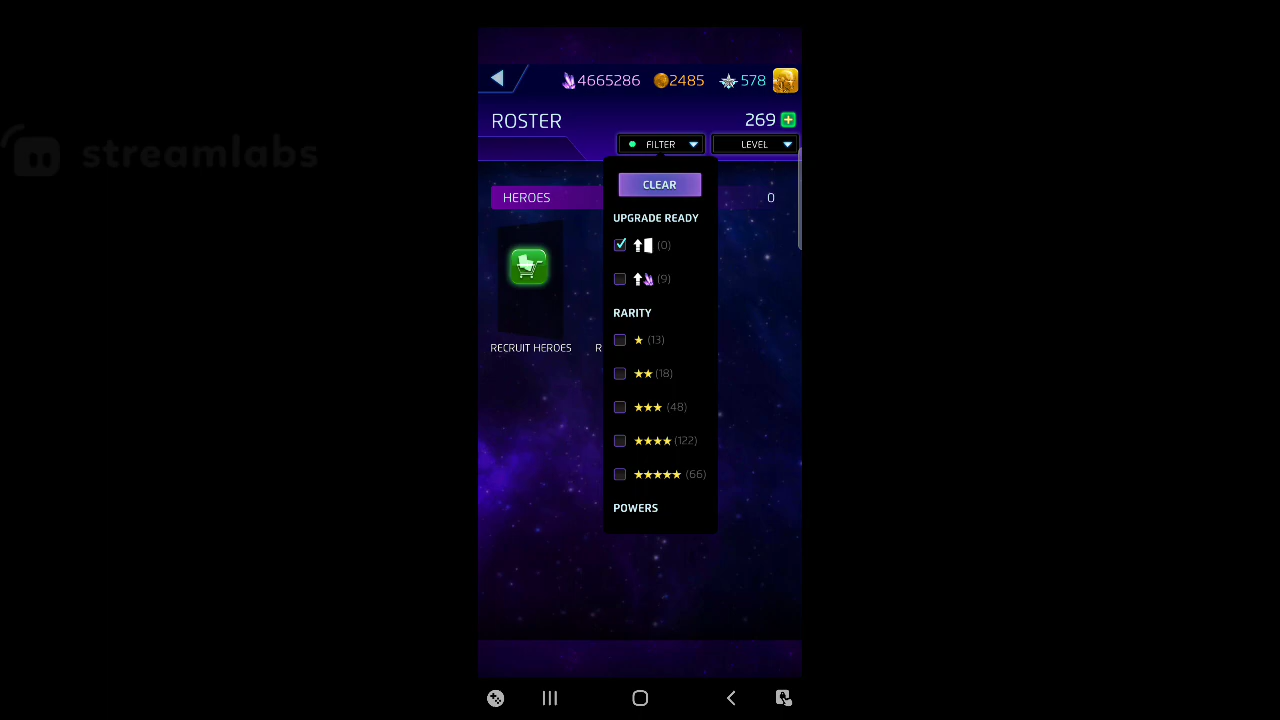 streamlabs
4665286 2485 578
ROSTER 269
FILTER LEVEL
CLEAR
HEROES 0
UPGRADE READY
(0)
(9)
RARITY
(13)
RECRUIT HEROES R
(18)
(48)
(122)
(66)
POWERS